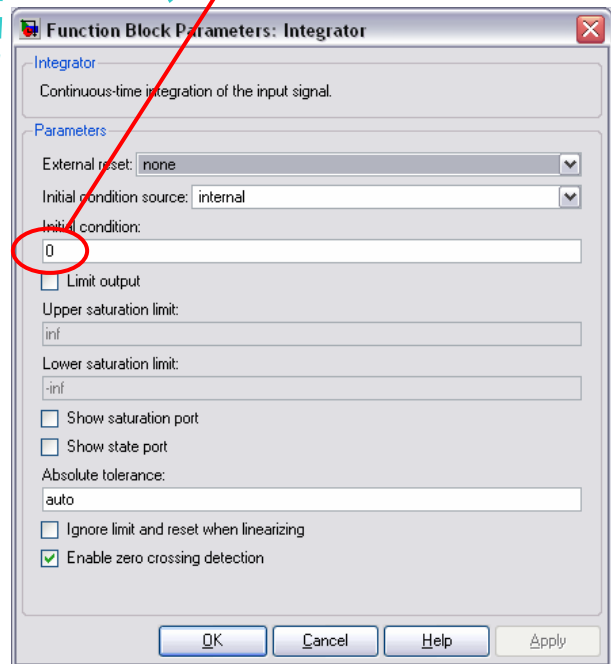 Function Block Parameters: Integrator
Integrator
Continuous-time integration of the input signal.
Parameters
External reset: none
Initial condition source: internal
Initial condition:
0
Limit output
Upper saturation limit:
inf
Lower saturation limit:
-inf
Show saturation port
Show state port
Absolute tolerance:
auto
Ignore limit and reset when linearizing
Enable zero crossing detection
OK Cancel Help Apply